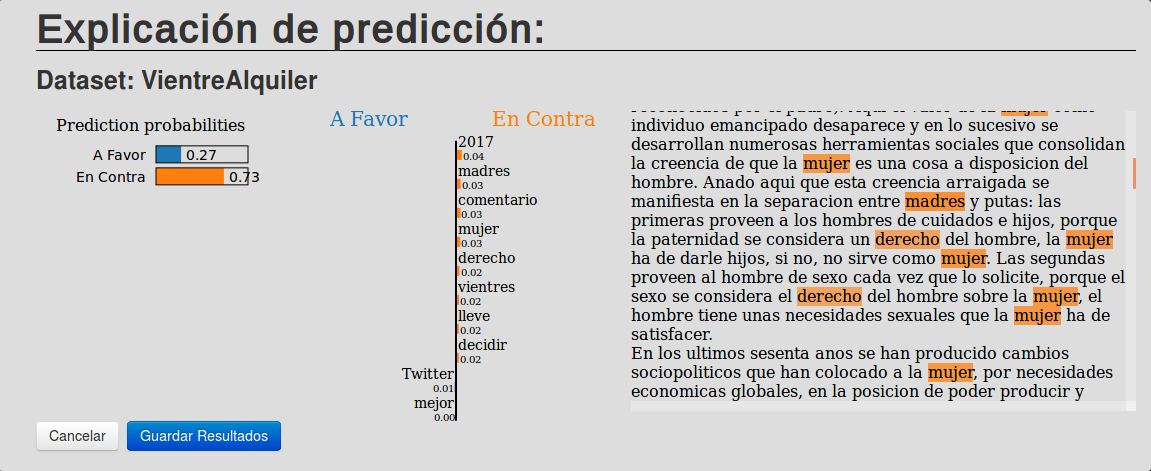 Explicación de predicción:
Dataset: VientreAlquiler
Prediction probabilities
A Favor 0.27
En Contra 0.73
A Favor En Contra
2017
0.04
madres
0.03
comentario
0.03
mujer
0.03
derecho
0.02
vientres
0.02
lleve
0.02
decidir
0.02
Twitter
0.01
mejor
0.00
mujer
individuo emancipado desaparece y en lo sucesivo se
desarrollan numerosas herramientas sociales que consolidan
la creencia de que la mujer es una cosa a disposicion del
hombre. Anado aqui que esta creencia arraigada se
manifiesta en la separacion entre madres y putas: las
primeras proveen a los hombres de cuidados e hijos, porque
la paternidad se considera un derecho del hombre, la mujer
ha de darle hijos, si no, no sirve como mujer. Las segundas
proveen al hombre de sexo cada vez que lo solicite, porque el
sexo se considera el derecho del hombre sobre la mujer, el
hombre tiene unas necesidades sexuales que la mujer ha de
satisfacer.
En los ultimos sesenta anos se han producido cambios
sociopoliticos que han colocado a la mujer, por necesidades
economicas globales, en la posicion de poder producir y
Cancelar
Guardar Resultados